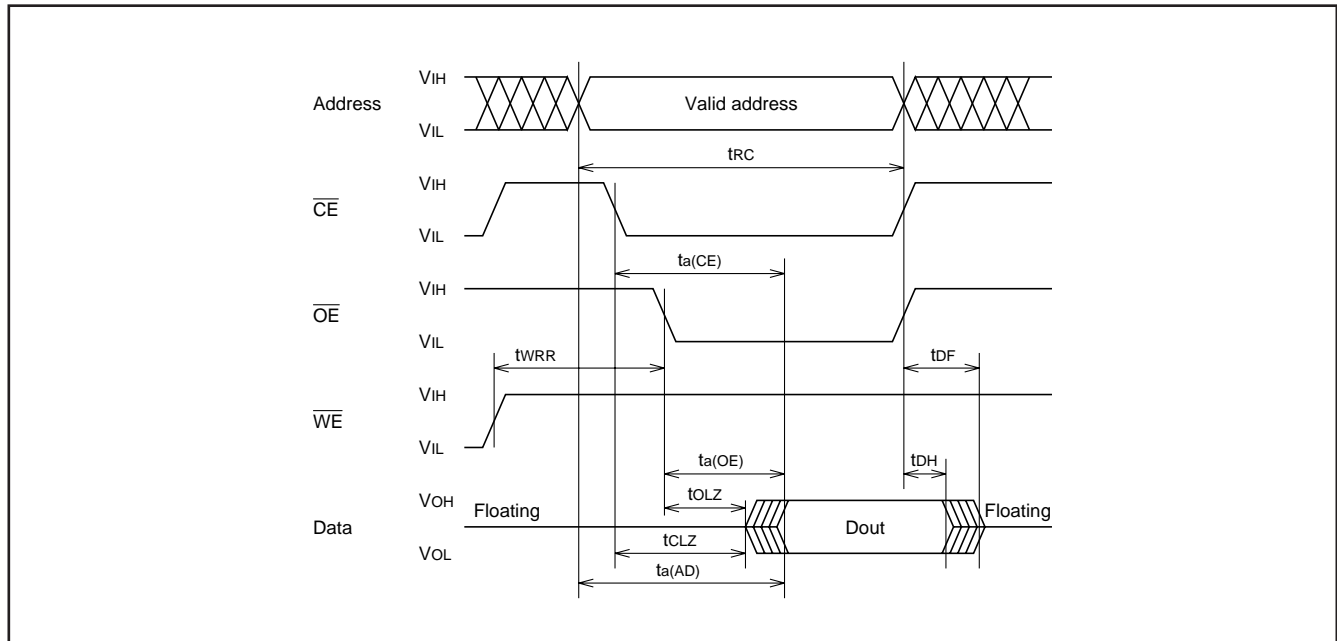 VIH
Address Valid address
VIL
tRC
VIH
CE
VIL
ta(CE)
VIH
OE
VIL
tWRR tDF
VIH
WE
VIL
ta(OE) tDH
VOH
Floating tOLZ Floating
Data Dout
VOL
tCLZ
ta(AD)